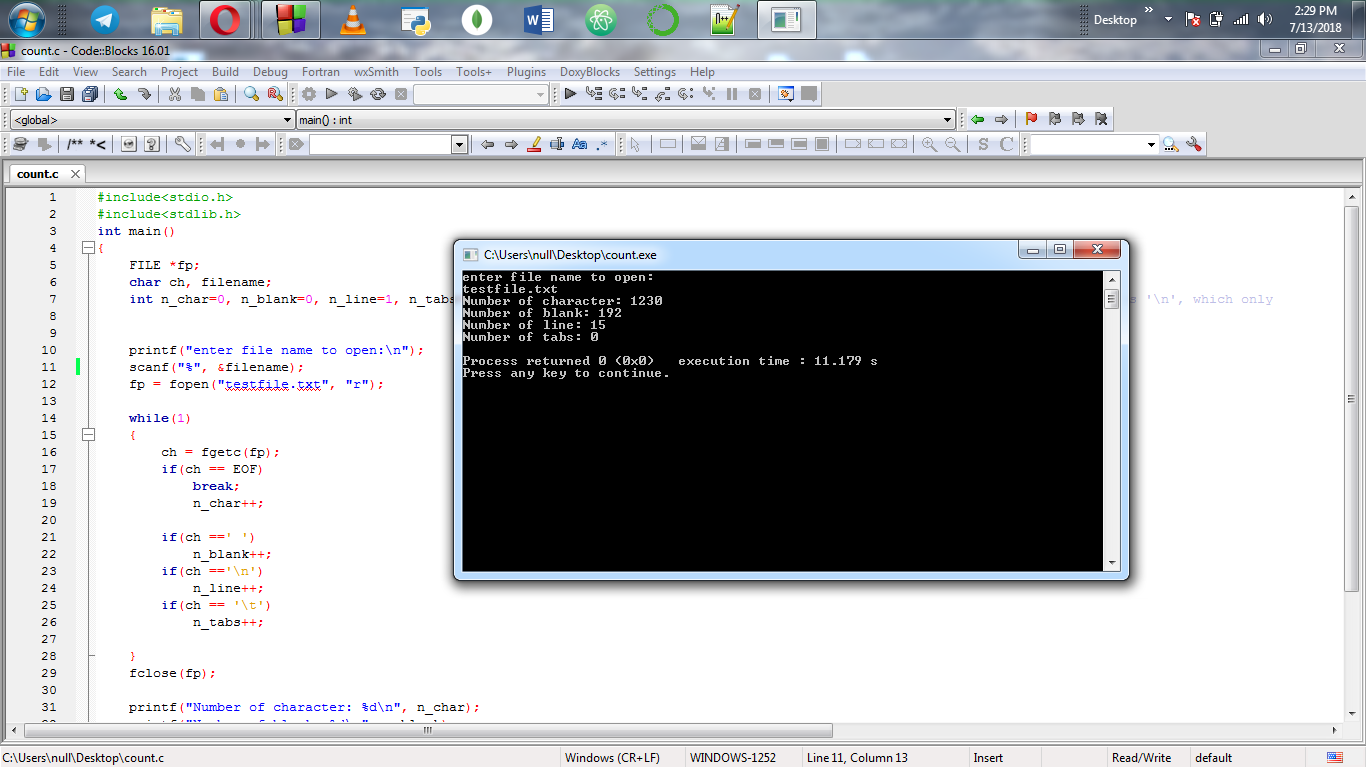 Desktop
»
2:29 PM
7/13/2018
count.c - Code::Blocks 16.01
File Edit View Search Project Build Debug Fortran wxSmith Tools Tools+ Plugins DoxyBlocks Settings Help
<global> main() : int
/** *<
Aa .*
S C
count.c
1 #include<stdio.h>
2 #include<stdlib.h>
3 int main()
4 {
5 FILE *fp;
6 char ch, filename;
7 int n_char=0, n_blank=0, n_line=1, n_tabs '\n', which only
8
9
10 printf("enter file name to open:\n");
11 scanf("%", &filename);
12 fp = fopen("testfile.txt", "r");
13
14 while(1)
15 {
16 ch = fgetc(fp);
17 if(ch == EOF)
18 break;
19 n_char++;
20
21 if(ch ==' ')
22 n_blank++;
23 if(ch =='\n')
24 n_line++;
25 if(ch == '\t')
26 n_tabs++;
27
28 }
29 fclose(fp);
30
31 printf("Number of character: %d\n", n_char);
C:\Users\null\Desktop\count.exe
enter file name to open:
testfile.txt
Number of character: 1230
Number of blank: 192
Number of line: 15
Number of tabs: 0
Process returned 0 (0x0) execution time : 11.179 s
Press any key to continue.
C:\Users\null\Desktop\count.c Windows (CR+LF) WINDOWS-1252 Line 11, Column 13 Insert Read/Write default